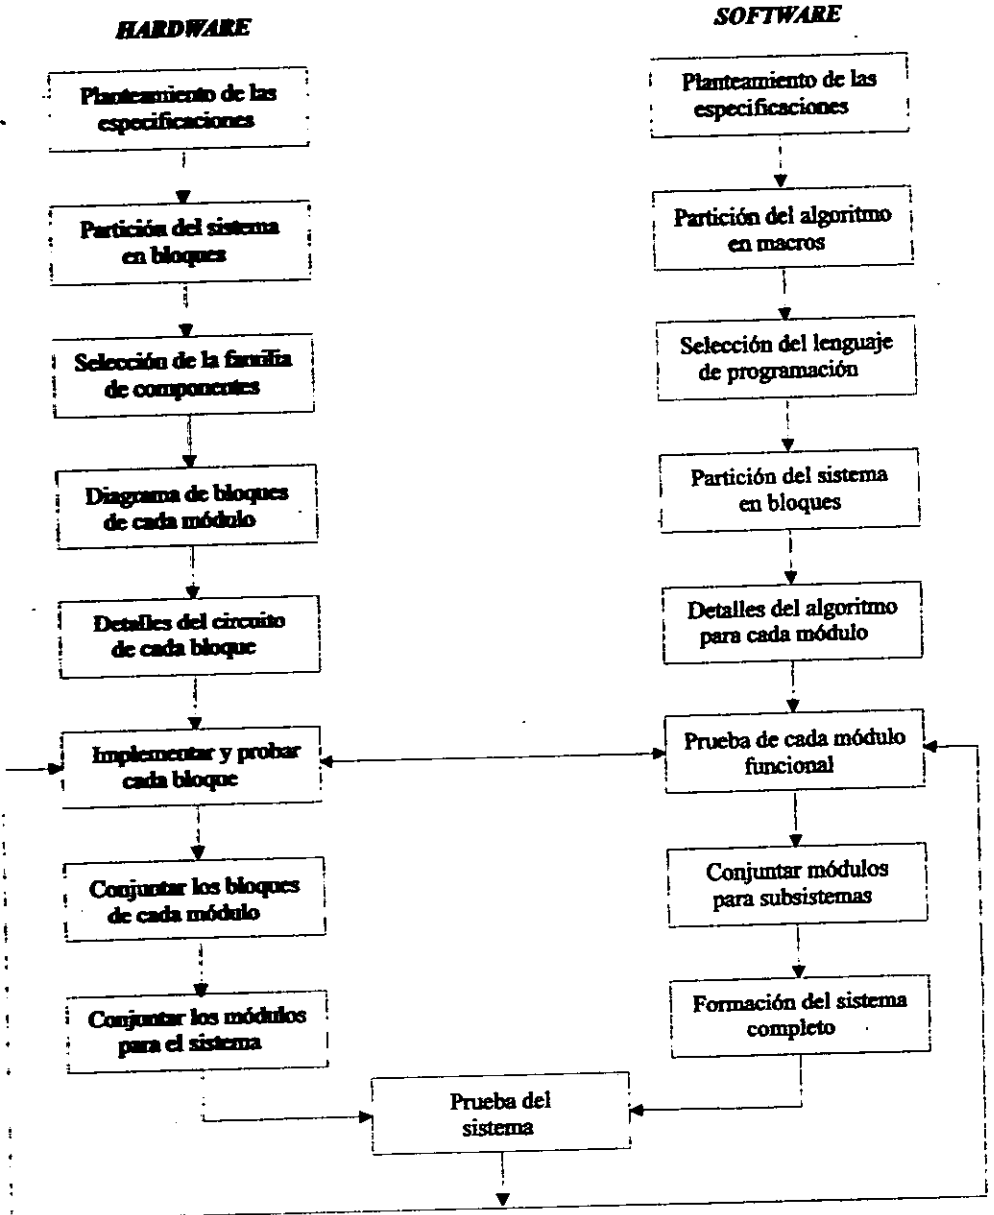 HARDWARE
Planteamiento de las
especificaciones
Partición del sistema
en bloques
Selección de la familia
de componentes
Diagrama de bloques
de cada módulo
Detalles del circuito
de cada bloque
Implementar y probar
cada bloque
Conjuntar los bloques
de cada módulo
Conjuntar los módulos
para el sistema
SOFTWARE
Planteamiento de las
especificaciones
Partición del algoritmo
en macros
Selección del lenguaje
de programación
Partición del sistema
en bloques
Detalles del algoritmo
para cada módulo
Prueba de cada módulo
funcional
Conjuntar módulos
para subsistemas
Formación del sistema
completo
Prueba del
sistema